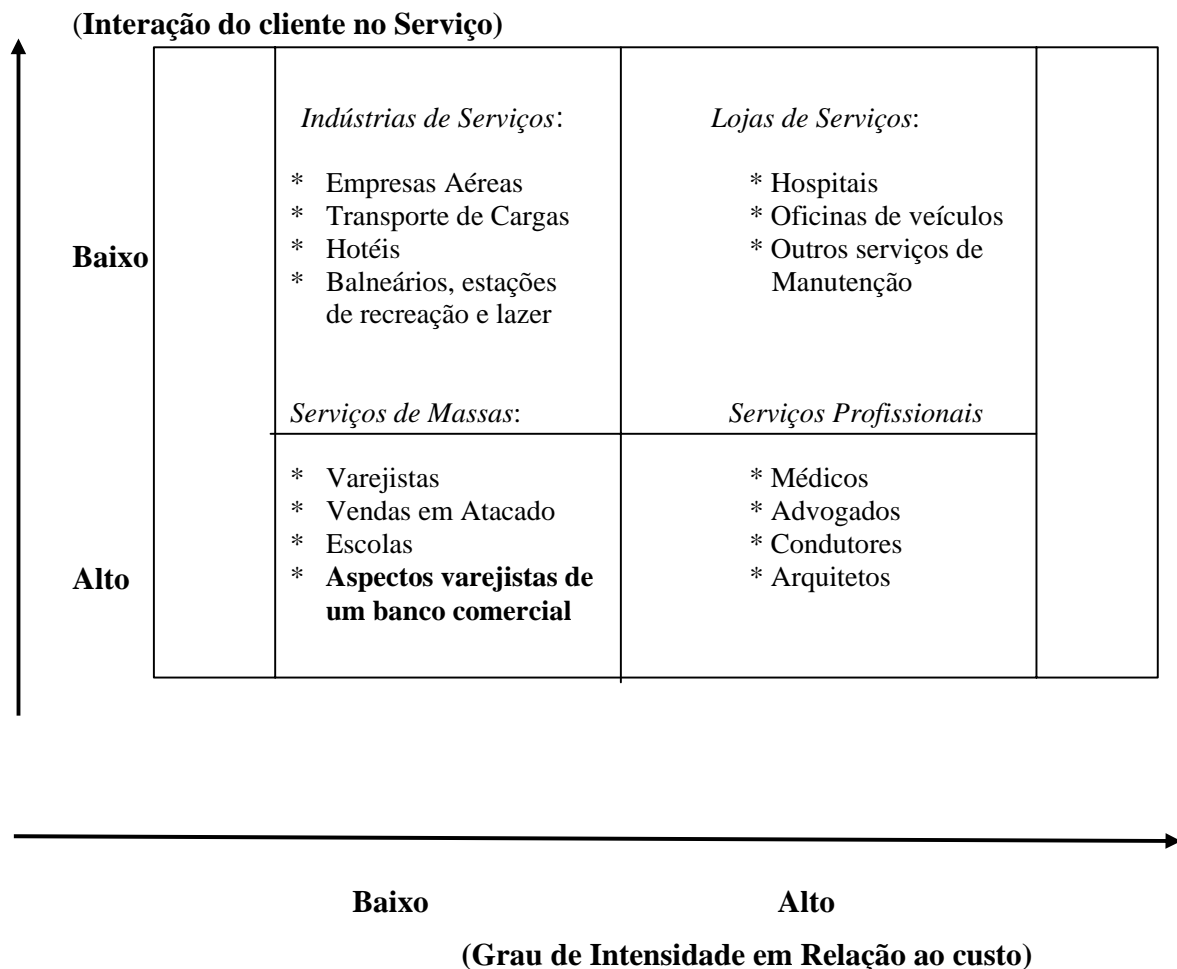 (Interação do cliente no Serviço)
Indústrias de Serviços:
* Empresas Aéreas
* Transporte de Cargas
* Hotéis
* Balneários, estações
de recreação e lazer
Lojas de Serviços:
* Hospitais
* Oficinas de veículos
* Outros serviços de
Manutenção
Baixo
Serviços de Massas:
* Varejistas
* Vendas em Atacado
* Escolas
* Aspectos varejistas de
um banco comercial
Serviços Profissionais
* Médicos
* Advogados
* Condutores
* Arquitetos
Alto
Baixo
Alto
(Grau de Intensidade em Relação ao custo)